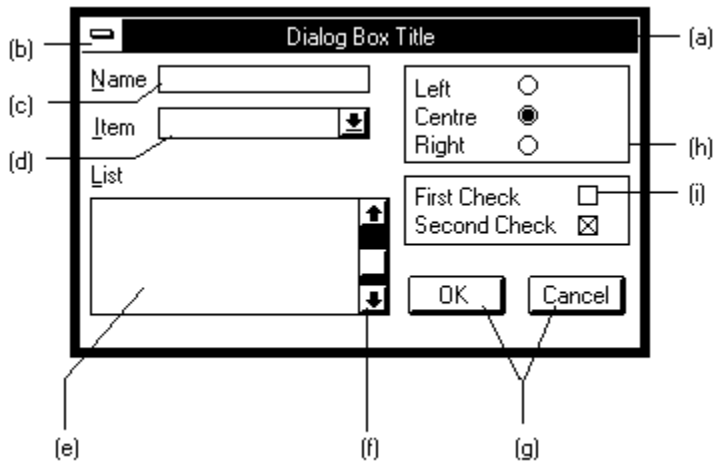 Dialog Box Title
(a)
(b)
Name
(c)
Item
(d)
List
Left
Centre
Right
(h)
First Check
(i)
Second Check
OK
Cancel
(e)
(f)
(g)